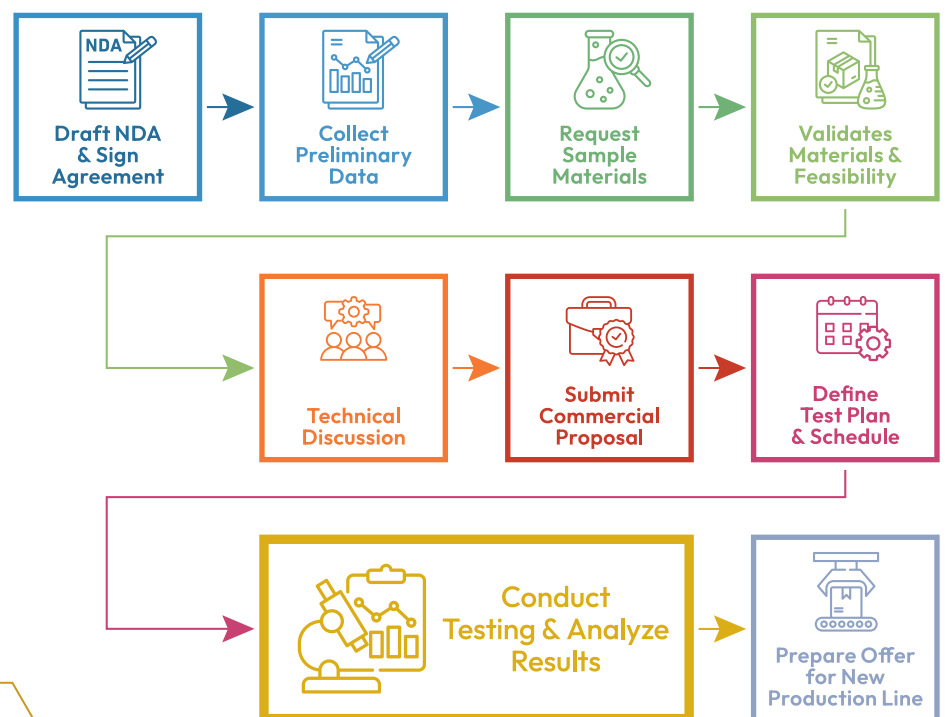 NDA
Draft NDA
& Sign
Agreement
Collect
Preliminary
Data
Request
Sample
Materials
Validates
Materials &
Feasibility
Technical
Discussion
Submit
Commercial
Proposal
Define
Test Plan
& Schedule
Conduct
Testing & Analyze
Results
Prepare Offer
for New
Production Line